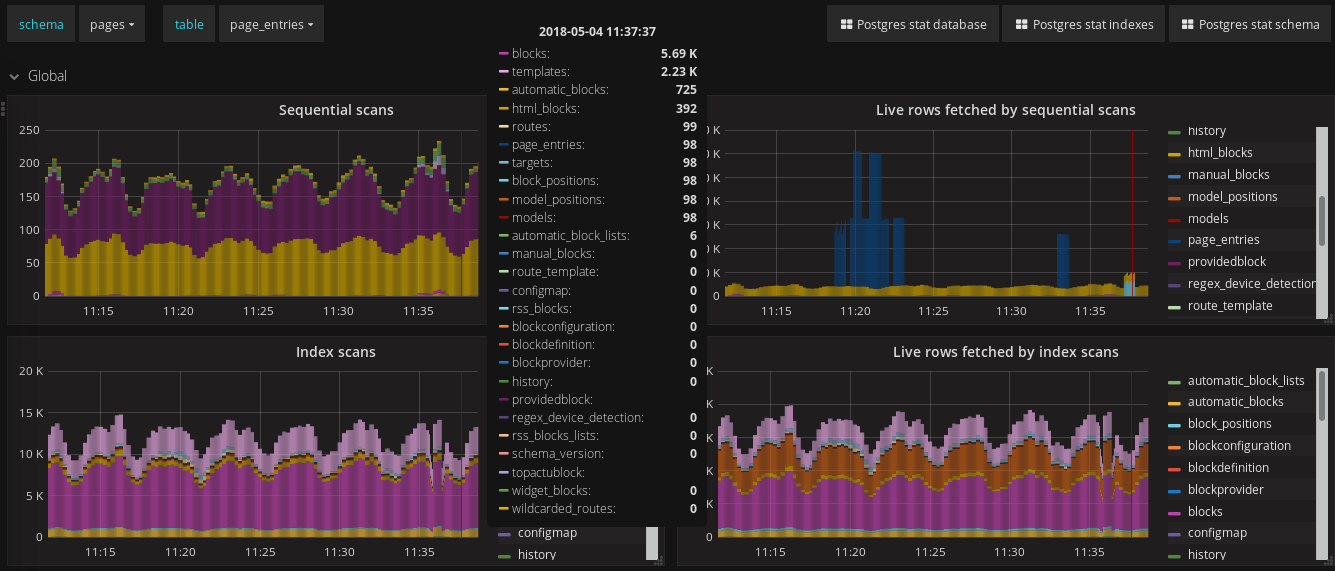 schema pages table page_entries Postgres stat database Postgres stat indexes Postgres stat schema
Global
2018-05-04 11:37:37
blocks: 5.69 K
templates: 2.23 K
automatic_blocks: 725
html_blocks: 392
routes: 99
page_entries: 98
targets: 98
block_positions: 98
model_positions: 98
models: 98
automatic_block_lists: 6
manual_blocks: 0
route_template: 0
configmap: 0
rss_blocks: 0
blockconfiguration: 0
blockdefinition: 0
blockprovider: 0
history: 0
providedblock:
regex_device_detection: 0
rss_blocks_lists: 0
schema_version: 0
topactublock:
widget_blocks: 0
wildcarded_routes: 0
Sequential scans
250
200
150
100
50
0
11:15 11:20 11:25 11:30 11:35
Live rows fetched by sequential scans
0 K
0 K
0 K
0 K
0 K
0 K
0
11:15 11:20 11:25 11:30 11:35
history
html_blocks
manual_blocks
model_positions
models
page_entries
providedblock
regex_device_detection
route_template
Index scans
20 K
15 K
10 K
5 K
0
11:15 11:20 11:25 11:30 11:35
configmap
history
Live rows fetched by index scans
K
K
K
K
K
0
11:15 11:20 11:25 11:30 11:35
automatic_block_lists
automatic_blocks
block_positions
blockconfiguration
blockdefinition
blockprovider
blocks
configmap
history